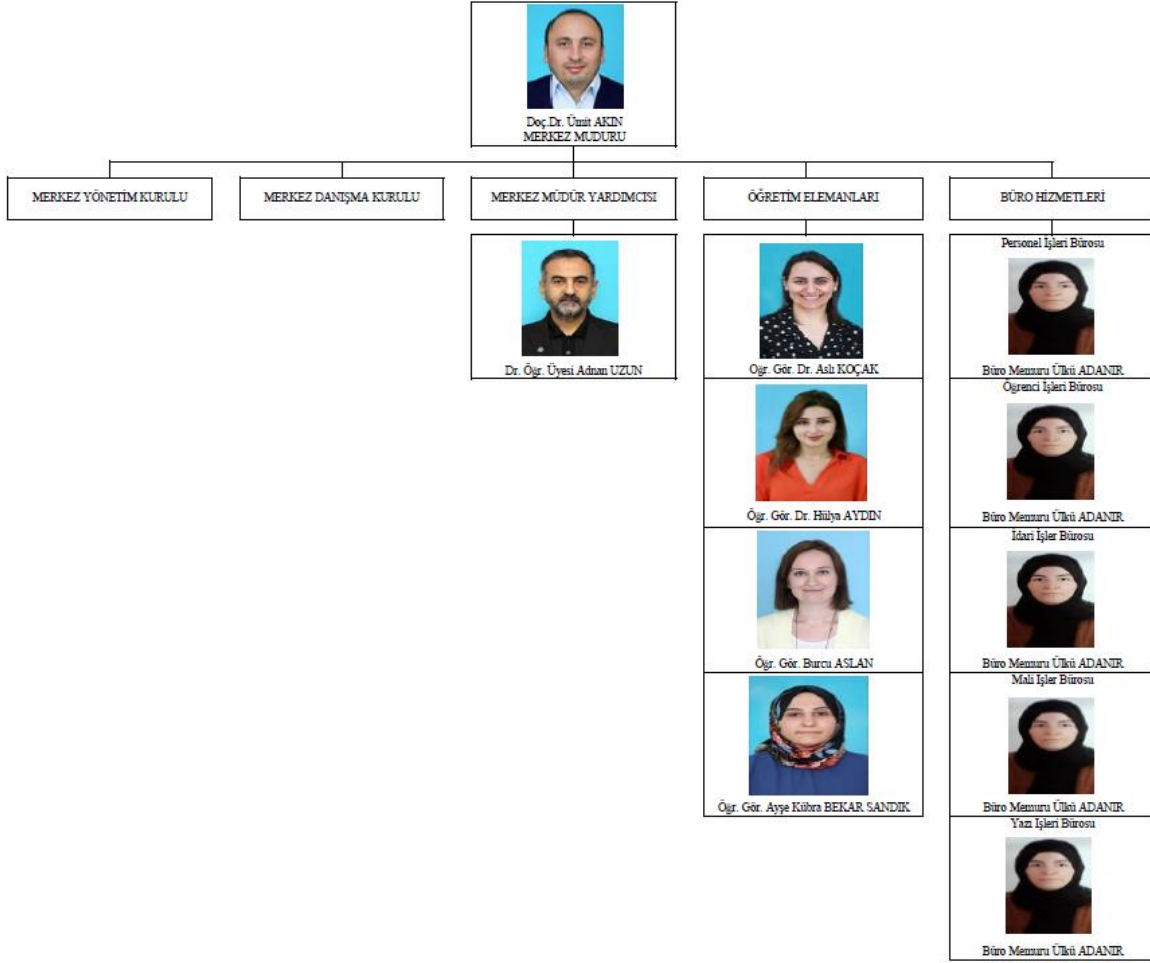 Doç.Dr. Ümit AKIN
MERKEZ MUDURU
MERKEZ YÖNETİM KURULU
MERKEZ DANIŞMA KURULU
MERKEZ MÜDÜR YARDIMCISI
ÖĞRETİM ELEMANLARI
BÜRO HİZMETLERİ
Dr. Öğr. Üyesi Adnan UZUN
Oğr. Gör. Dr. Aslı KOÇAK
Öğr. Gör. Dr. Hülya AYDIN
Öğr. Gör. Burcu ASLAN
Öğr. Gör. Ayşe Kübra BEKAR SANDIK
Personel İşleri Bürosu
Büro Memuru Ülkü ADANIR
Öğrenci İşleri Bürosu
Büro Memuru Ülkü ADANIR
İdari İşler Bürosu
Büro Memuru Ülkü ADANIR
Mali İşler Bürosu
Büro Memuru Ülkü ADANIR
Yazı İşleri Bürosu
Büro Memuru Ülkü ADANIR